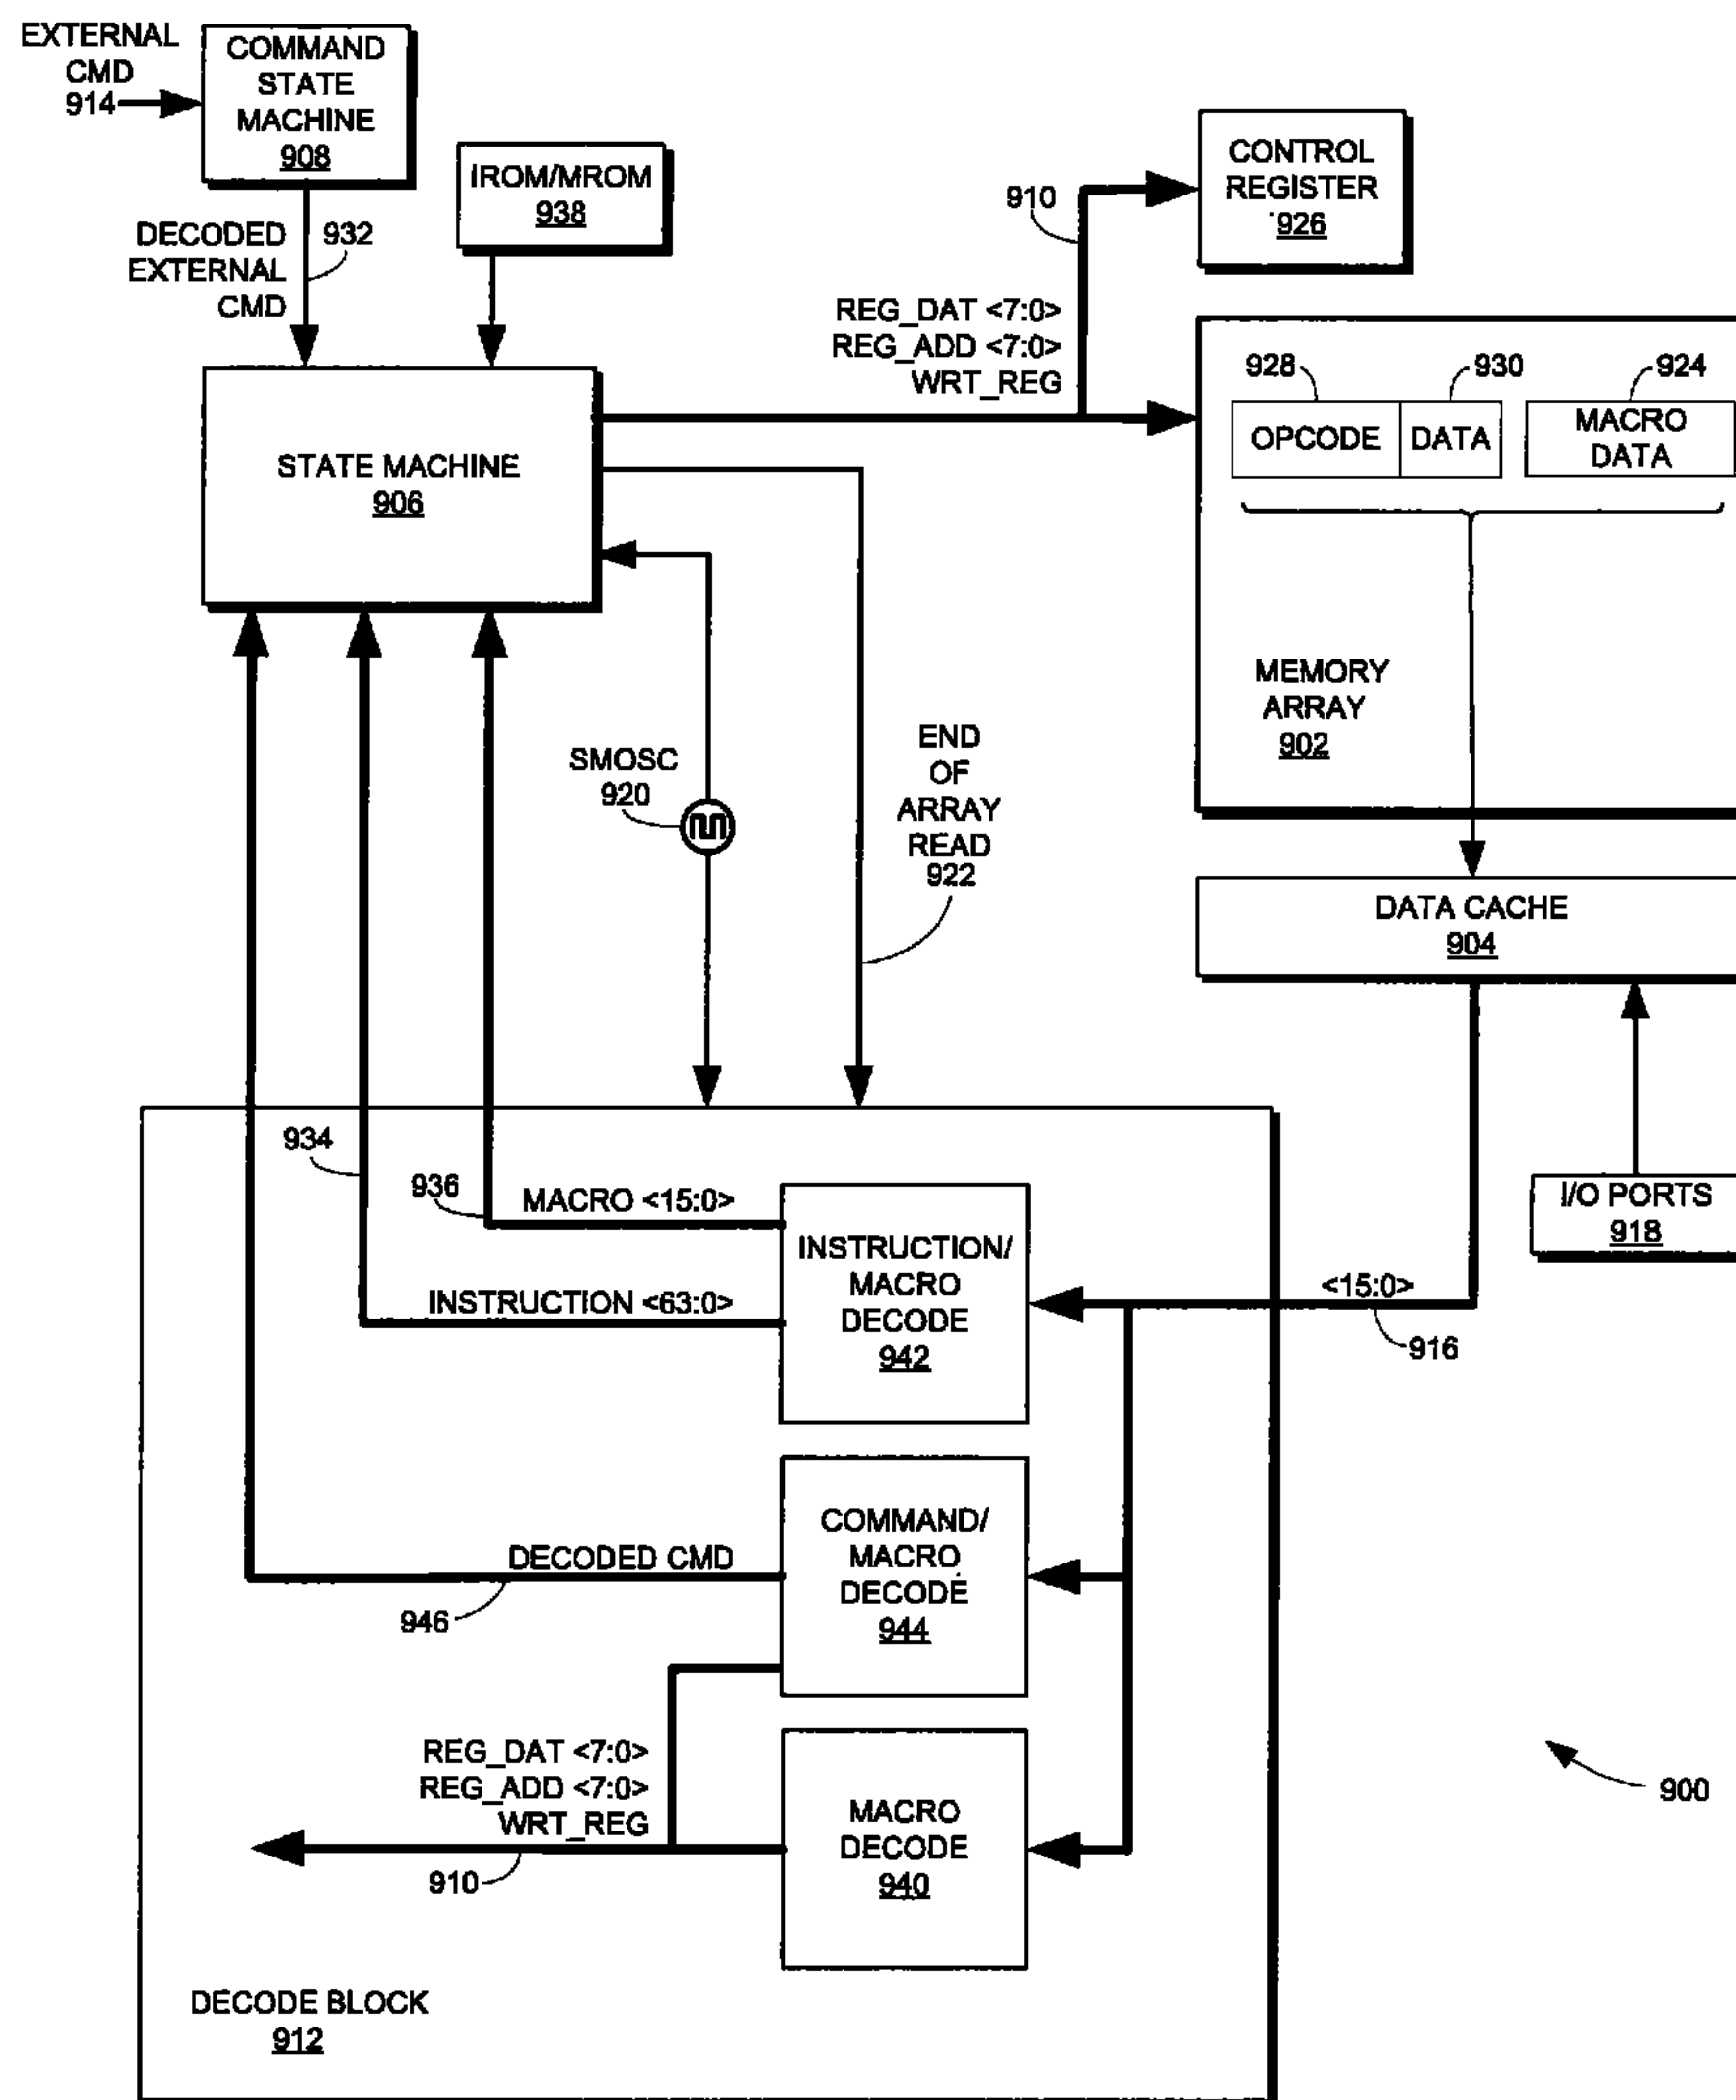 EXTERNAL
CMD
914
COMMAND
STATE
MACHINE
908
IROM/MROM
938
DECODED
EXTERNAL
CMD
932
910
CONTROL
REGISTER
926
REG_DAT <7:0>
REG_ADD <7:0>
WRT_REG
STATE MACHINE
906
928
930
924
OPCODE
DATA
MACRO
DATA
MEMORY
ARRAY
902
SMOSC
920
END
OF
ARRAY
READ
922
DATA CACHE
904
I/O PORTS
918
934
936
MACRO <15:0>
INSTRUCTION <63:0>
INSTRUCTION/
MACRO
DECODE
942
<15:0>
916
DECODED CMD
946
COMMAND/
MACRO
DECODE
944
REG_DAT <7:0>
REG_ADD <7:0>
WRT_REG
910
MACRO
DECODE
940
900
DECODE BLOCK
912